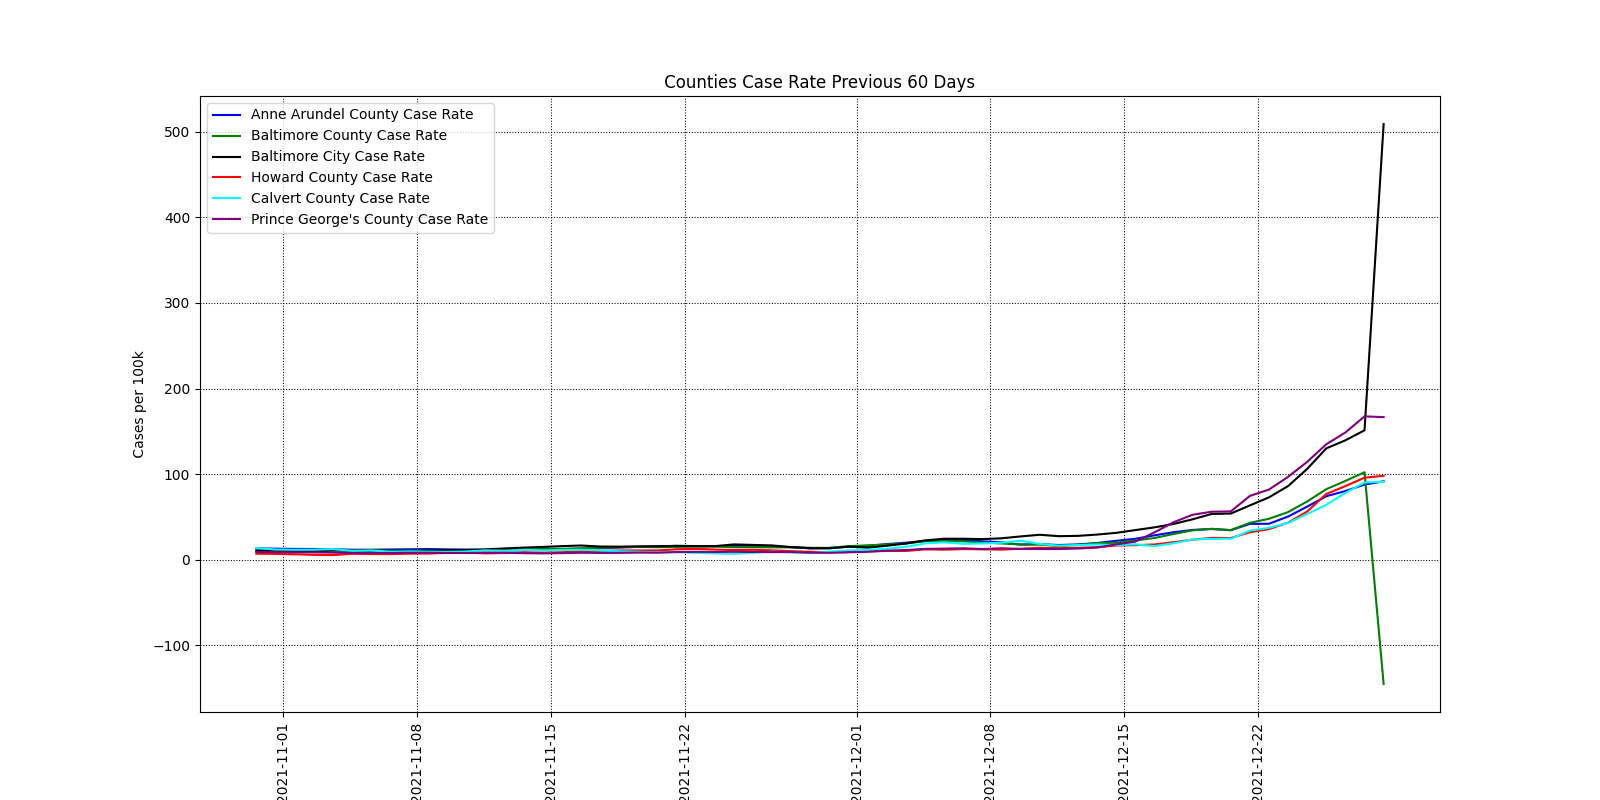 Counties Case Rate Previous 60 Days
Anne Arundel County Case Rate
Baltimore County Case Rate
Baltimore City Case Rate
Howard County Case Rate
Calvert County Case Rate
Prince George's County Case Rate
Cases per 100k
500
400
300
200
100
0
−100
2021-11-01
2021-11-08
2021-11-15
2021-11-22
2021-12-01
2021-12-08
2021-12-15
2021-12-22